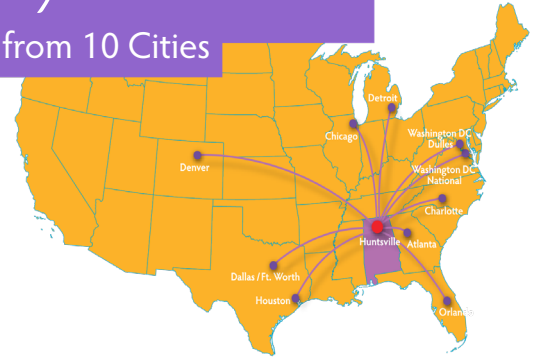 from 10 Cities
Detroit
Chicago
Washington DC
Dulles
Denver
Washington DC
National
Charlotte
Huntsville
Atlanta
Dallas / Ft. Worth
Houston